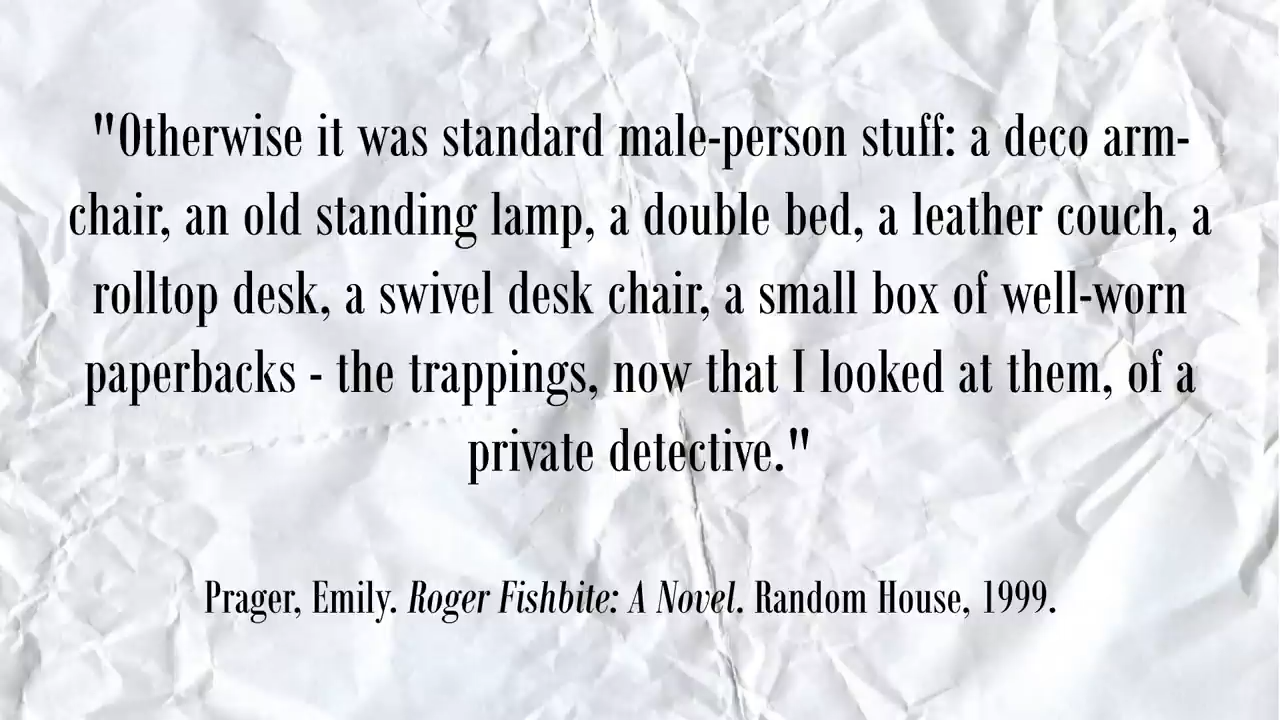 "Otherwise it was standard male-person stuff: a deco arm-
chair, an old standing lamp, a double bed, a leather couch, a
rolltop desk, a swivel desk chair, a small box of well-worn
paperbacks - the trappings, now that I looked at them, of a
private detective."
Prager, Emily. Roger Fishbite: A Novel. Random House, 1999.